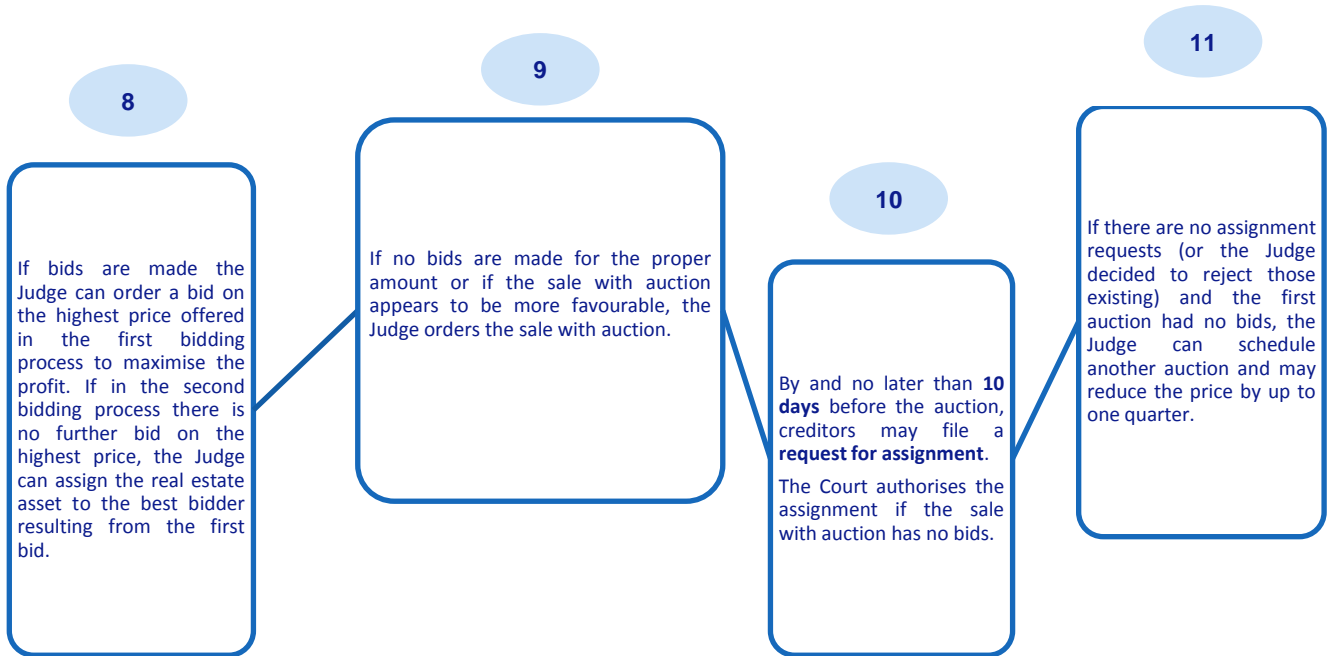 8
If bids are made the
Judge can order a bid on
the highest price offered
in the first bidding
process to maximise the
profit. If in the second
bidding process there is
no further bid on the
highest price, the Judge
can assign the real estate
asset to the best bidder
resulting from the first
bid.
9
If no bids are made for the proper
amount or if the sale with auction
appears to be more favourable, the
Judge orders the sale with auction.
10
By and no later than 10
days before the auction,
creditors may file a
request for assignment.
The Court authorises the
assignment if the sale
with auction has no bids.
11
If there are no assignment
requests (or the Judge
decided to reject those
existing) and the first
auction had no bids, the
Judge can schedule
another auction and may
reduce the price by up to
one quarter.